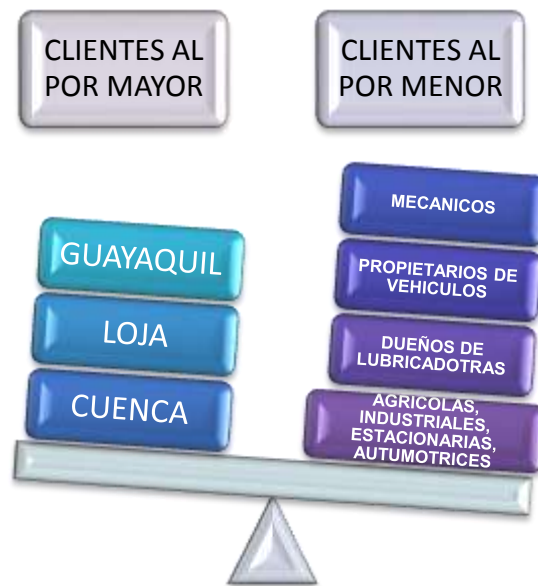 CLIENTES AL
POR MAYOR
CLIENTES AL
POR MENOR
GUAYAQUIL
LOJA
CUENCA
MECANICOS
PROPIETARIOS DE
VEHICULOS
DUEÑOS DE
LUBRICADOTRAS
AGRICOLAS,
INDUSTRIALES,
ESTACIONARIAS,
AUTUMOTRICES